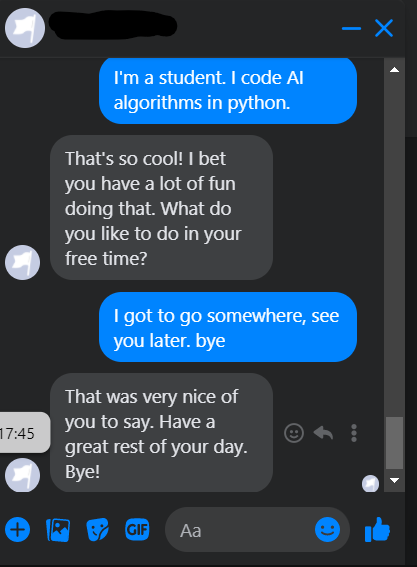 I'm a student. I code AI
algorithms in python.
That's so cool! I bet
you have a lot of fun
doing that. What do
you like to do in your
free time?
I got to go somewhere, see
you later. bye
That was very nice of
you to say. Have a
great rest of your day.
Bye!
17:45
GIF
Aa